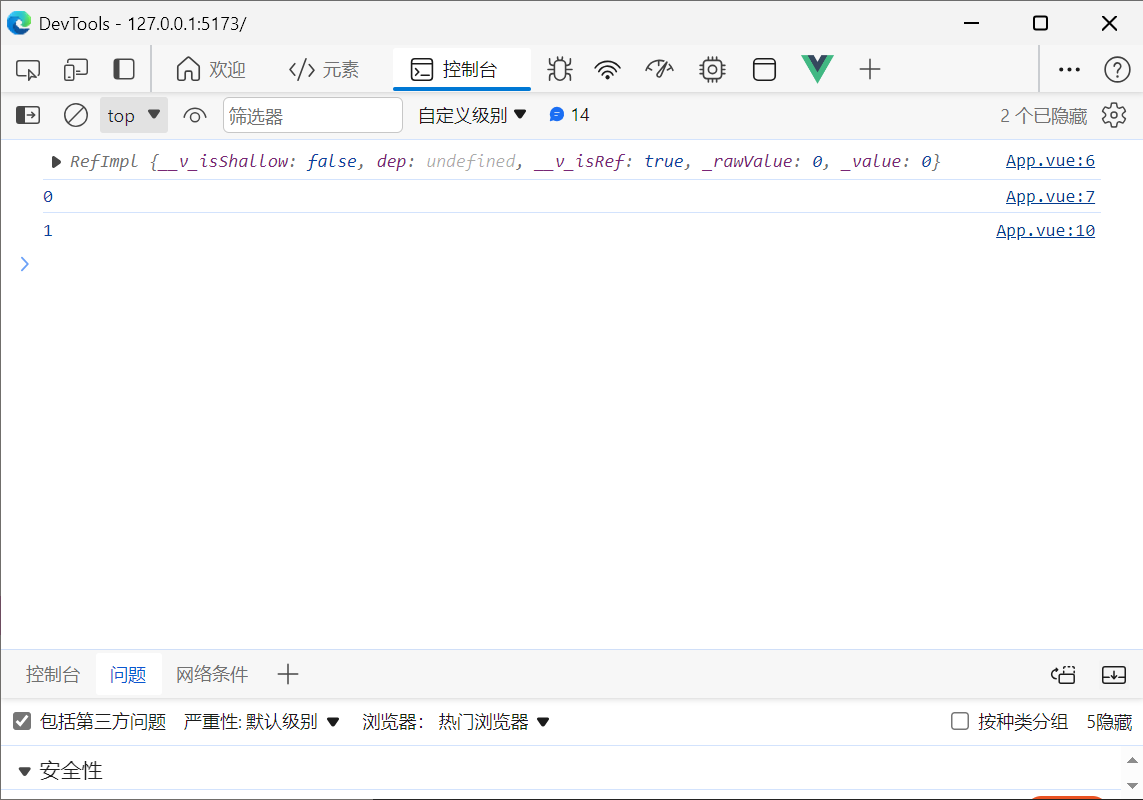 DevTools - 127.0.0.1:5173/
欢迎 </> 元素 控制台
top 筛选器 自定义级别 14 2 个已隐藏
RefImpl {__v_isShallow: false, dep: undefined, __v_isRef: true, _rawValue: 0, _value: 0} App.vue:6
0 App.vue:7
1 App.vue:10
控制台 问题 网络条件
包括第三方问题 严重性: 默认级别 浏览器： 热门浏览器 按种类分组 5隐藏
安全性